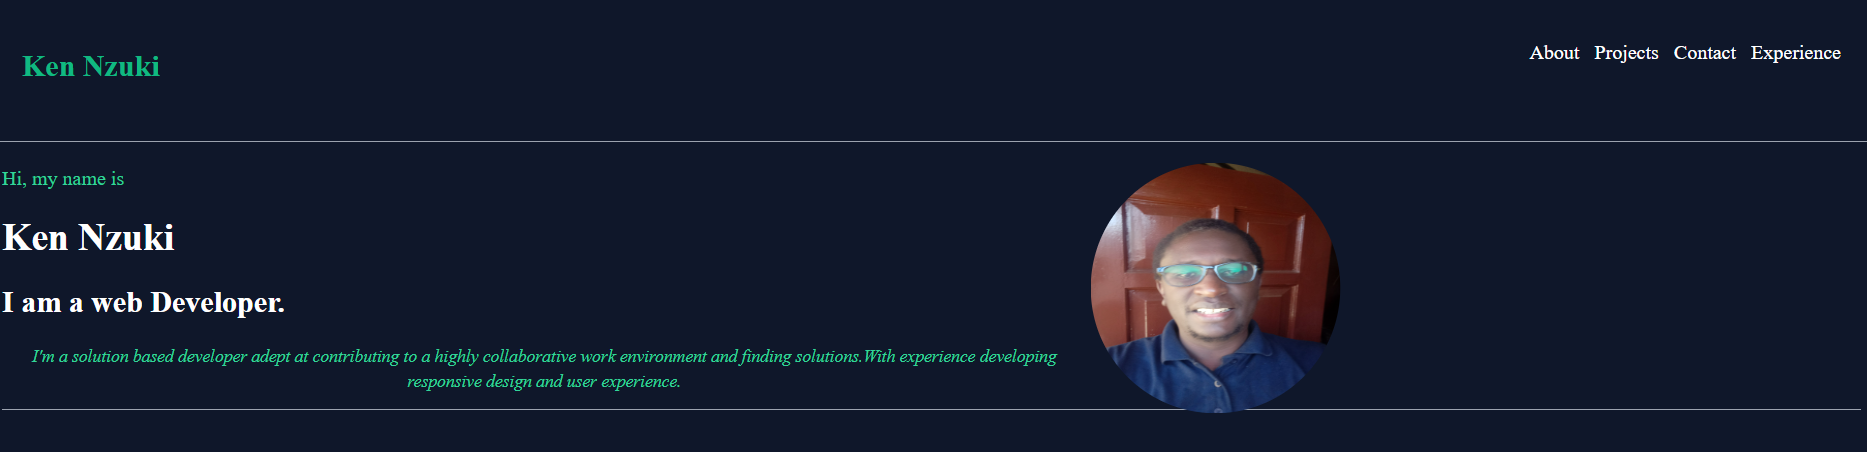 Ken Nzuki
About Projects Contact Experience
Hi, my name is
Ken Nzuki
I am a web Developer.
I'm a solution based developer adept at contributing to a highly collaborative work environment and finding solutions.With experience developing
responsive design and user experience.